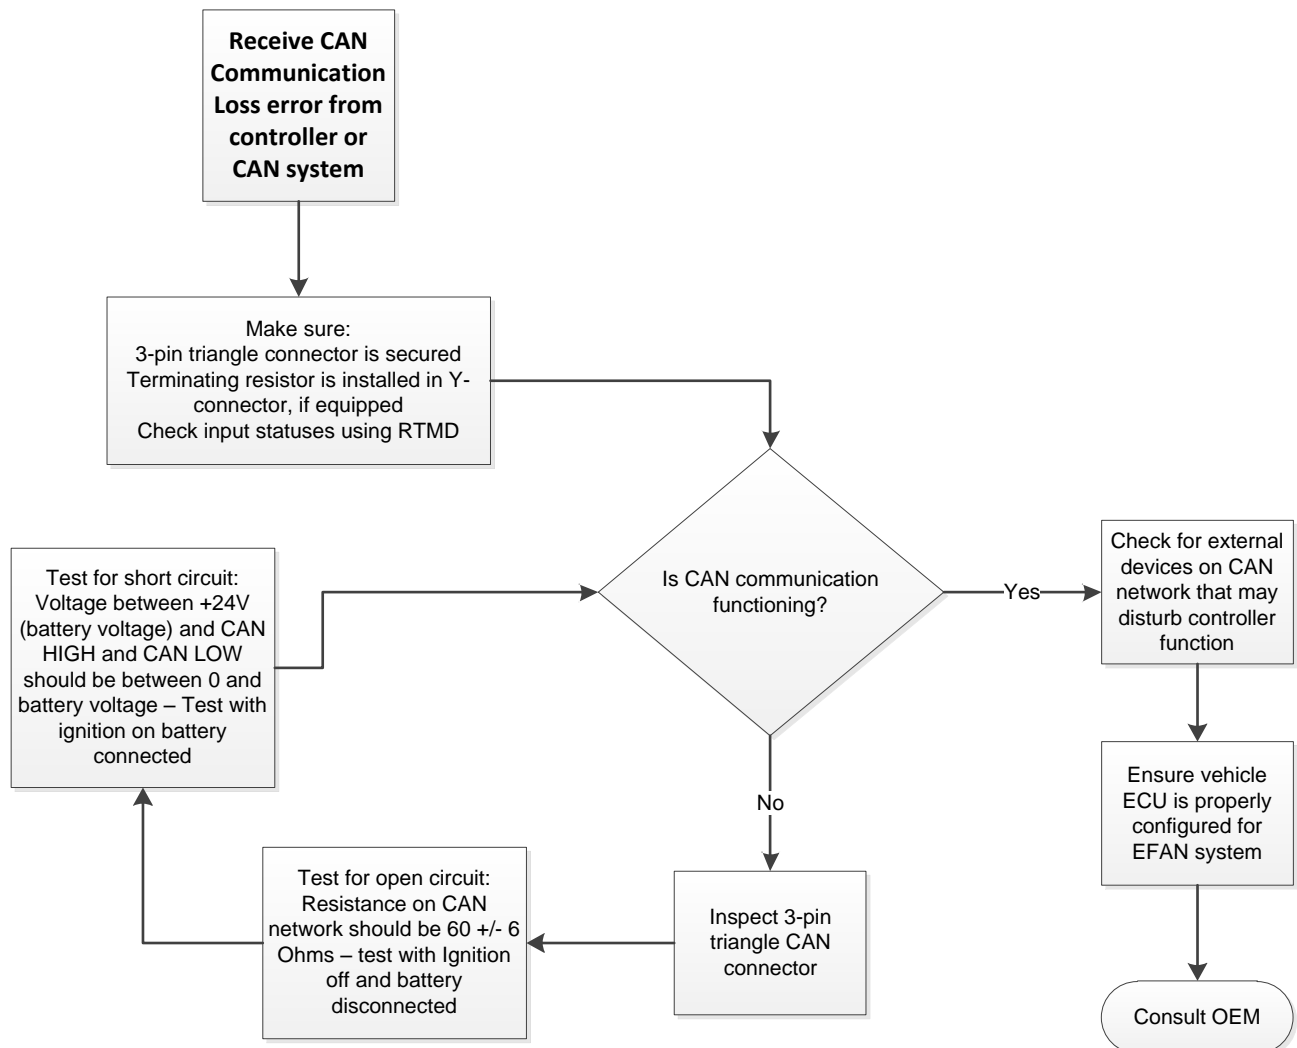 Receive CAN
Communication
Loss error from
controller or
CAN system
Make sure:
3-pin triangle connector is secured
Terminating resistor is installed in Y-
connector, if equipped
Check input statuses using RTMD
Is CAN communication
functioning?
Yes
Check for external
devices on CAN
network that may
disturb controller
function
Ensure vehicle
ECU is properly
configured for
EFAN system
Consult OEM
No
Inspect 3-pin
triangle CAN
connector
Test for open circuit:
Resistance on CAN
network should be 60 +/- 6
Ohms – test with Ignition
off and battery
disconnected
Test for short circuit:
Voltage between +24V
(battery voltage) and CAN
HIGH and CAN LOW
should be between 0 and
battery voltage – Test with
ignition on battery
connected